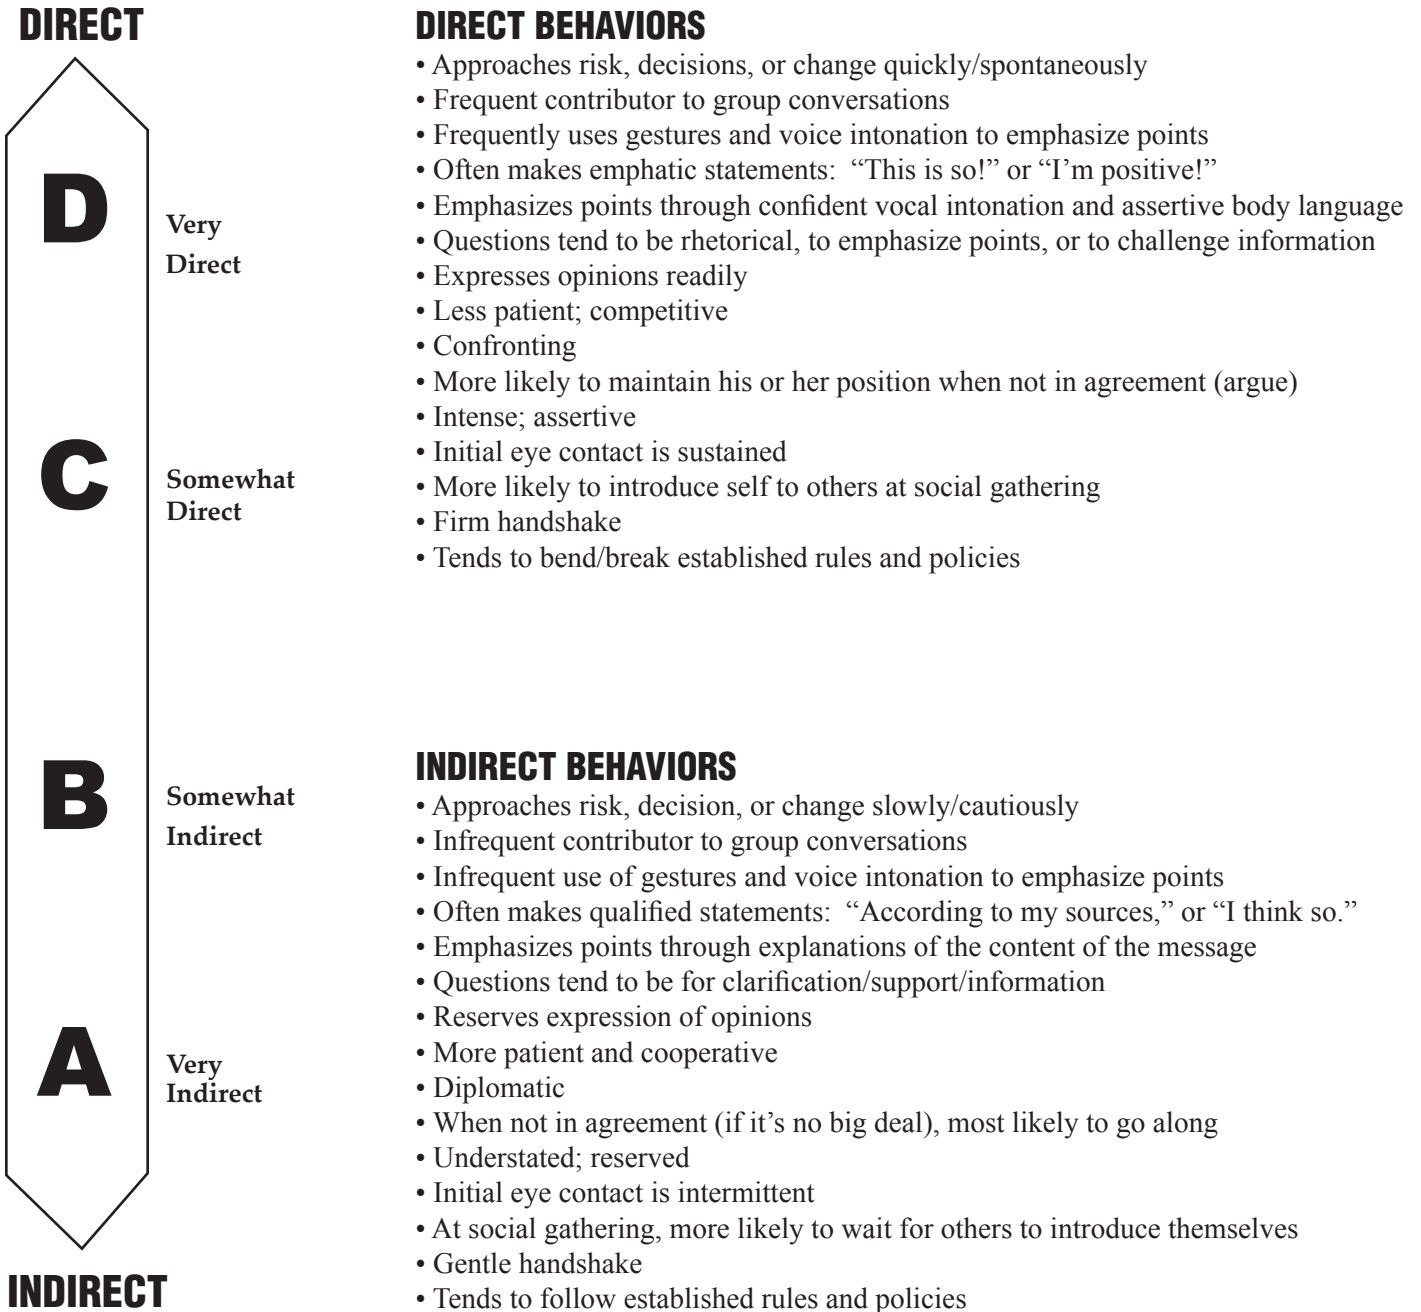 DIRECT
D
Very
Direct
C
Somewhat
Direct
B
Somewhat
Indirect
A
Very
Indirect
INDIRECT
DIRECT BEHAVIORS
• Approaches risk, decisions, or change quickly/spontaneously
• Frequent contributor to group conversations
• Frequently uses gestures and voice intonation to emphasize points
• Often makes emphatic statements:  “This is so!” or “I’m positive!”
• Emphasizes points through confident vocal intonation and assertive body language
• Questions tend to be rhetorical, to emphasize points, or to challenge information
• Expresses opinions readily
• Less patient; competitive
• Confronting
• More likely to maintain his or her position when not in agreement (argue)
• Intense; assertive
• Initial eye contact is sustained
• More likely to introduce self to others at social gathering
• Firm handshake
• Tends to bend/break established rules and policies
INDIRECT BEHAVIORS
• Approaches risk, decision, or change slowly/cautiously
• Infrequent contributor to group conversations
• Infrequent use of gestures and voice intonation to emphasize points
• Often makes qualified statements:  “According to my sources,” or “I think so.”
• Emphasizes points through explanations of the content of the message
• Questions tend to be for clarification/support/information
• Reserves expression of opinions
• More patient and cooperative
• Diplomatic
• When not in agreement (if it’s no big deal), most likely to go along
• Understated; reserved
• Initial eye contact is intermittent
• At social gathering, more likely to wait for others to introduce themselves
• Gentle handshake
• Tends to follow established rules and policies